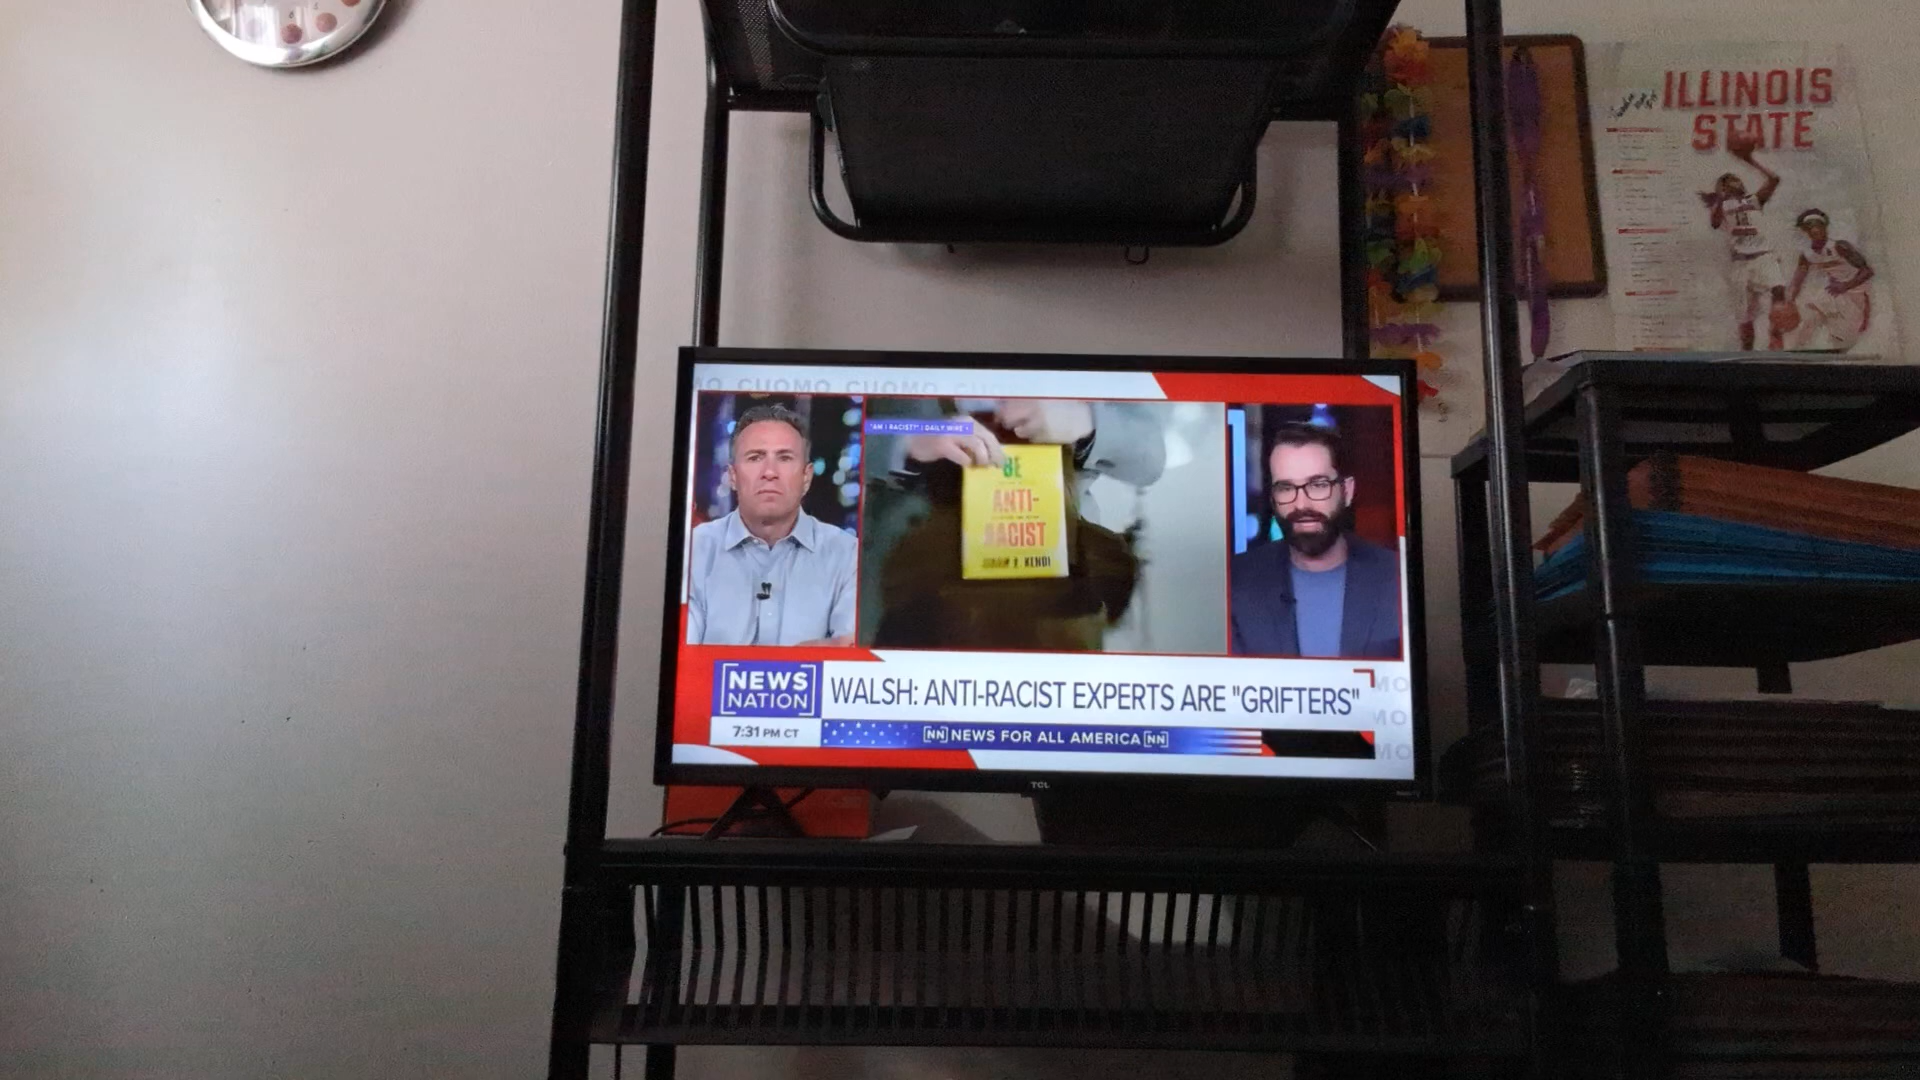 ILLINOIS
STATE
CUOMO CUOMO
"AM I RACIST?" | DAILY WIRE +
BE
ANTI-
RACIST
KENDI
NEWS
NATION
WALSH: ANTI-RACIST EXPERTS ARE "GRIFTERS"
7:31 PM CT
NN NEWS FOR ALL AMERICA NN
TCL